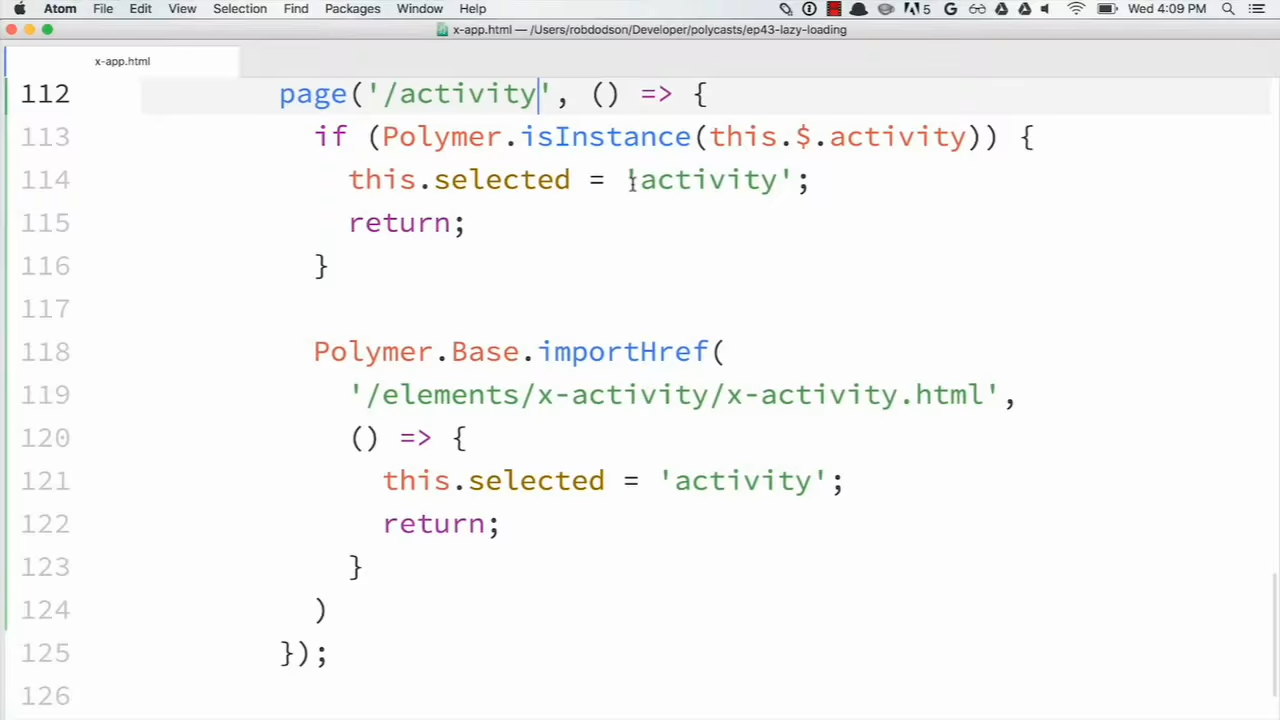 Atom File Edit View Selection Find Packages Window Help 5 Wed 4:09 PM
x-app.html — /Users/robdodson/Developer/polycasts/ep43-lazy-loading
x-app.html
112 page('/activity', () => {
113 if (Polymer.isInstance(this.$.activity)) {
114 this.selected = 'activity';
115 return;
116 }
117
118 Polymer.Base.importHref(
119 '/elements/x-activity/x-activity.html',
120 () => {
121 this.selected = 'activity';
122 return;
123 }
124 )
125 });
126